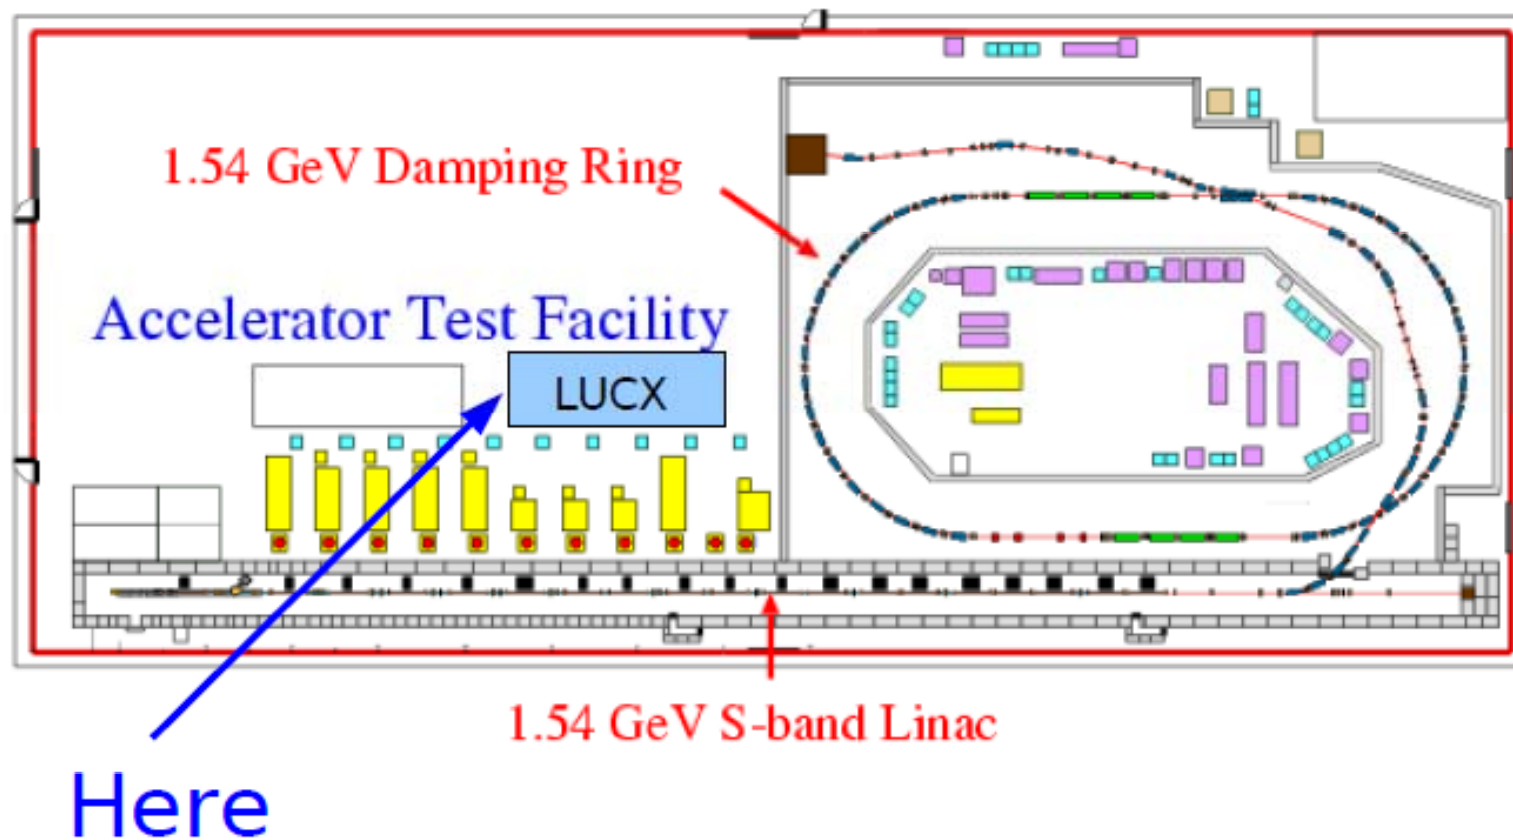 1.54 GeV Damping Ring
Accelerator Test Facility
LUCX
1.54 GeV S-band Linac
Here